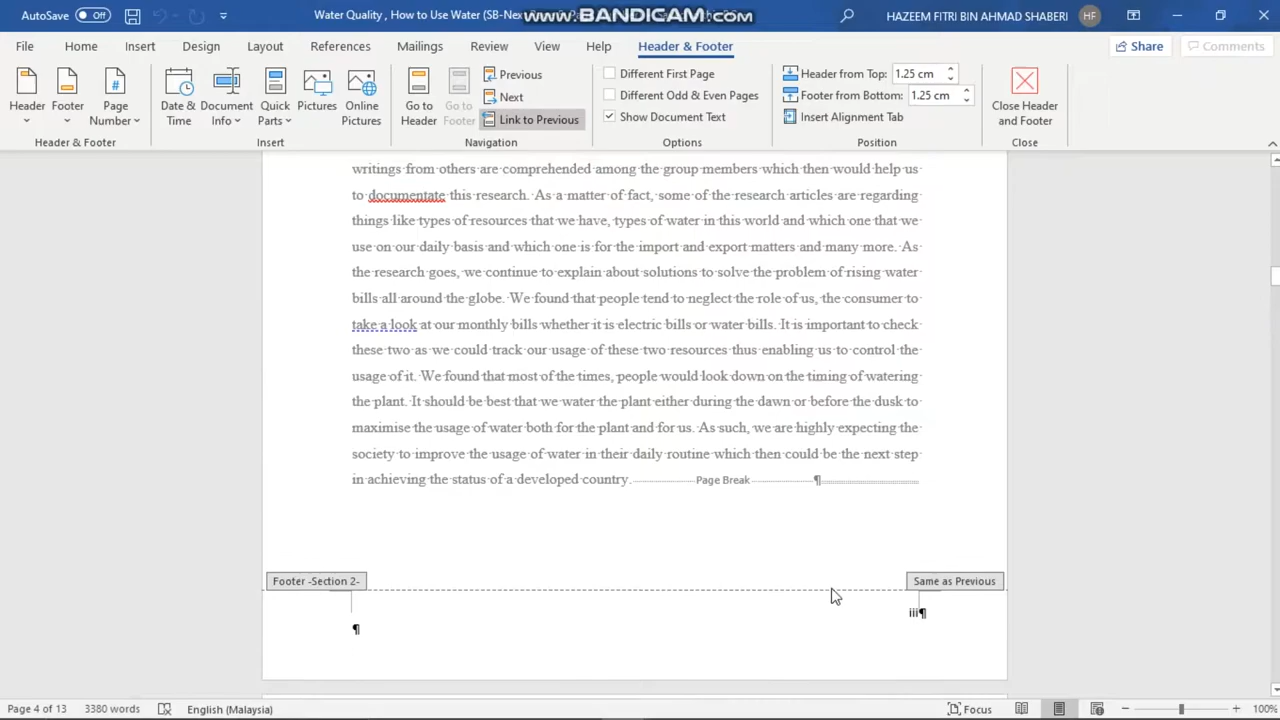 AutoSave Off
Water Quality , How to Use Water (SB-Ne
www.BANDICAM.com
HAZEEM FITRI BIN AHMAD SHABERI HF
File Home Insert Design Layout References Mailings Review View Help Header & Footer Share Comments
Header
Footer
Page Number
Header & Footer
Date & Time
Document Info
Quick Parts
Pictures
Online Pictures
Insert
Go to Header
Go to Footer
Previous
Next
Link to Previous
Navigation
Different First Page
Different Odd & Even Pages
Show Document Text
Options
Header from Top: 1.25 cm
Footer from Bottom: 1.25 cm
Insert Alignment Tab
Position
Close Header and Footer
Close
writings from others are comprehended among the group members which then would help us
to documentate this research. As a matter of fact, some of the research articles are regarding
things like types of resources that we have, types of water in this world and which one that we
use on our daily basis and which one is for the import and export matters and many more. As
the research goes, we continue to explain about solutions to solve the problem of rising water
bills all around the globe. We found that people tend to neglect the role of us, the consumer to
take a look at our monthly bills whether it is electric bills or water bills. It is important to check
these two as we could track our usage of these two resources thus enabling us to control the
usage of it. We found that most of the times, people would look down on the timing of watering
the plant. It should be best that we water the plant either during the dawn or before the dusk to
maximise the usage of water both for the plant and for us. As such, we are highly expecting the
society to improve the usage of water in their daily routine which then could be the next step
in achieving the status of a developed country. Page Break ¶
Footer -Section 2- Same as Previous
iii¶
¶
Page 4 of 13 3380 words English (Malaysia) Focus 100%